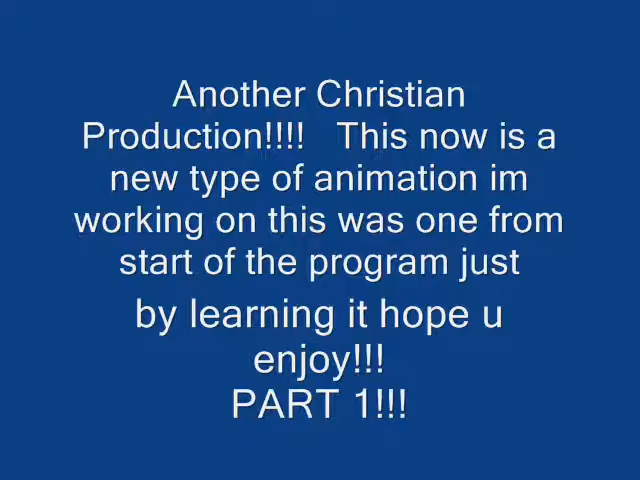 Another Christian
Production!!!!   This now is a
new type of animation im
working on this was one from
start of the program just
by learning it hope u
enjoy!!!
PART 1!!!